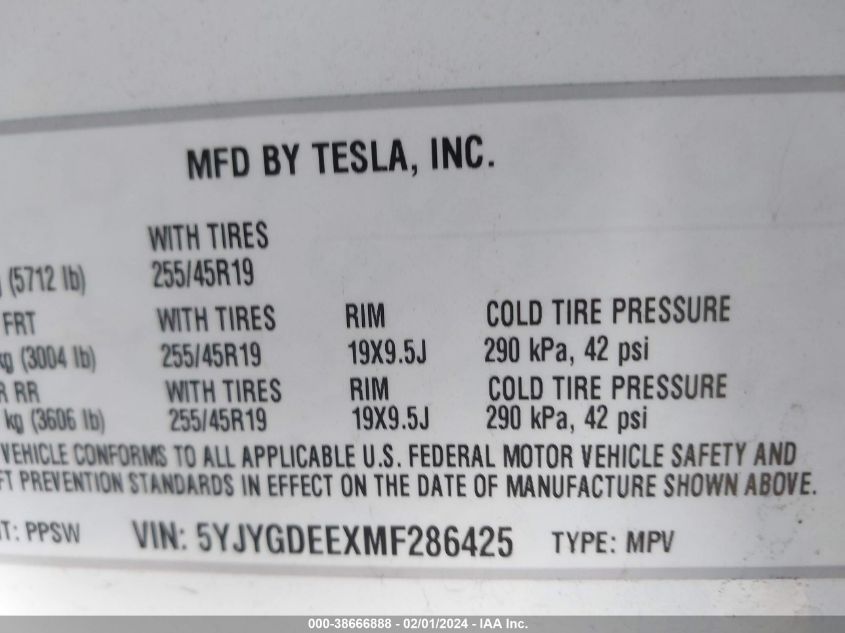 MFD BY TESLA, INC.
WITH TIRES
(5712 lb) 255/45R19
FRT WITH TIRES RIM COLD TIRE PRESSURE
kg (3004 lb) 255/45R19 19X9.5J 290 kPa, 42 psi
R RR WITH TIRES RIM COLD TIRE PRESSURE
kg (3606 lb) 255/45R19 19X9.5J 290 kPa, 42 psi
VEHICLE CONFORMS TO ALL APPLICABLE U.S. FEDERAL MOTOR VEHICLE SAFETY AND
FT PREVENTION STANDARDS IN EFFECT ON THE DATE OF MANUFACTURE SHOWN ABOVE.
T: PPSW VIN: 5YJYGDEEXMF286425 TYPE: MPV
000-38666888 - 02/01/2024 - IAA Inc.